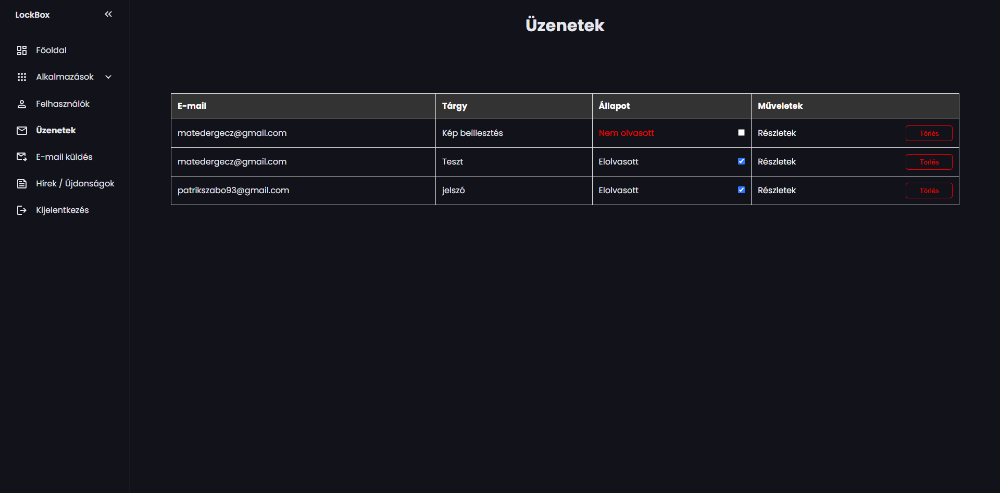 LockBox
Főoldal
Alkalmazások
Felhasználók
Üzenetek
E-mail küldés
Hírek / Újdonságok
Kijelentkezés
Üzenetek
E-mail Tárgy Állapot Műveletek
matedergecz@gmail.com Kép beillesztés Nem olvasott Részletek Törlés
matedergecz@gmail.com Teszt Elolvasott Részletek Törlés
patrikszabo93@gmail.com jelszó Elolvasott Részletek Törlés